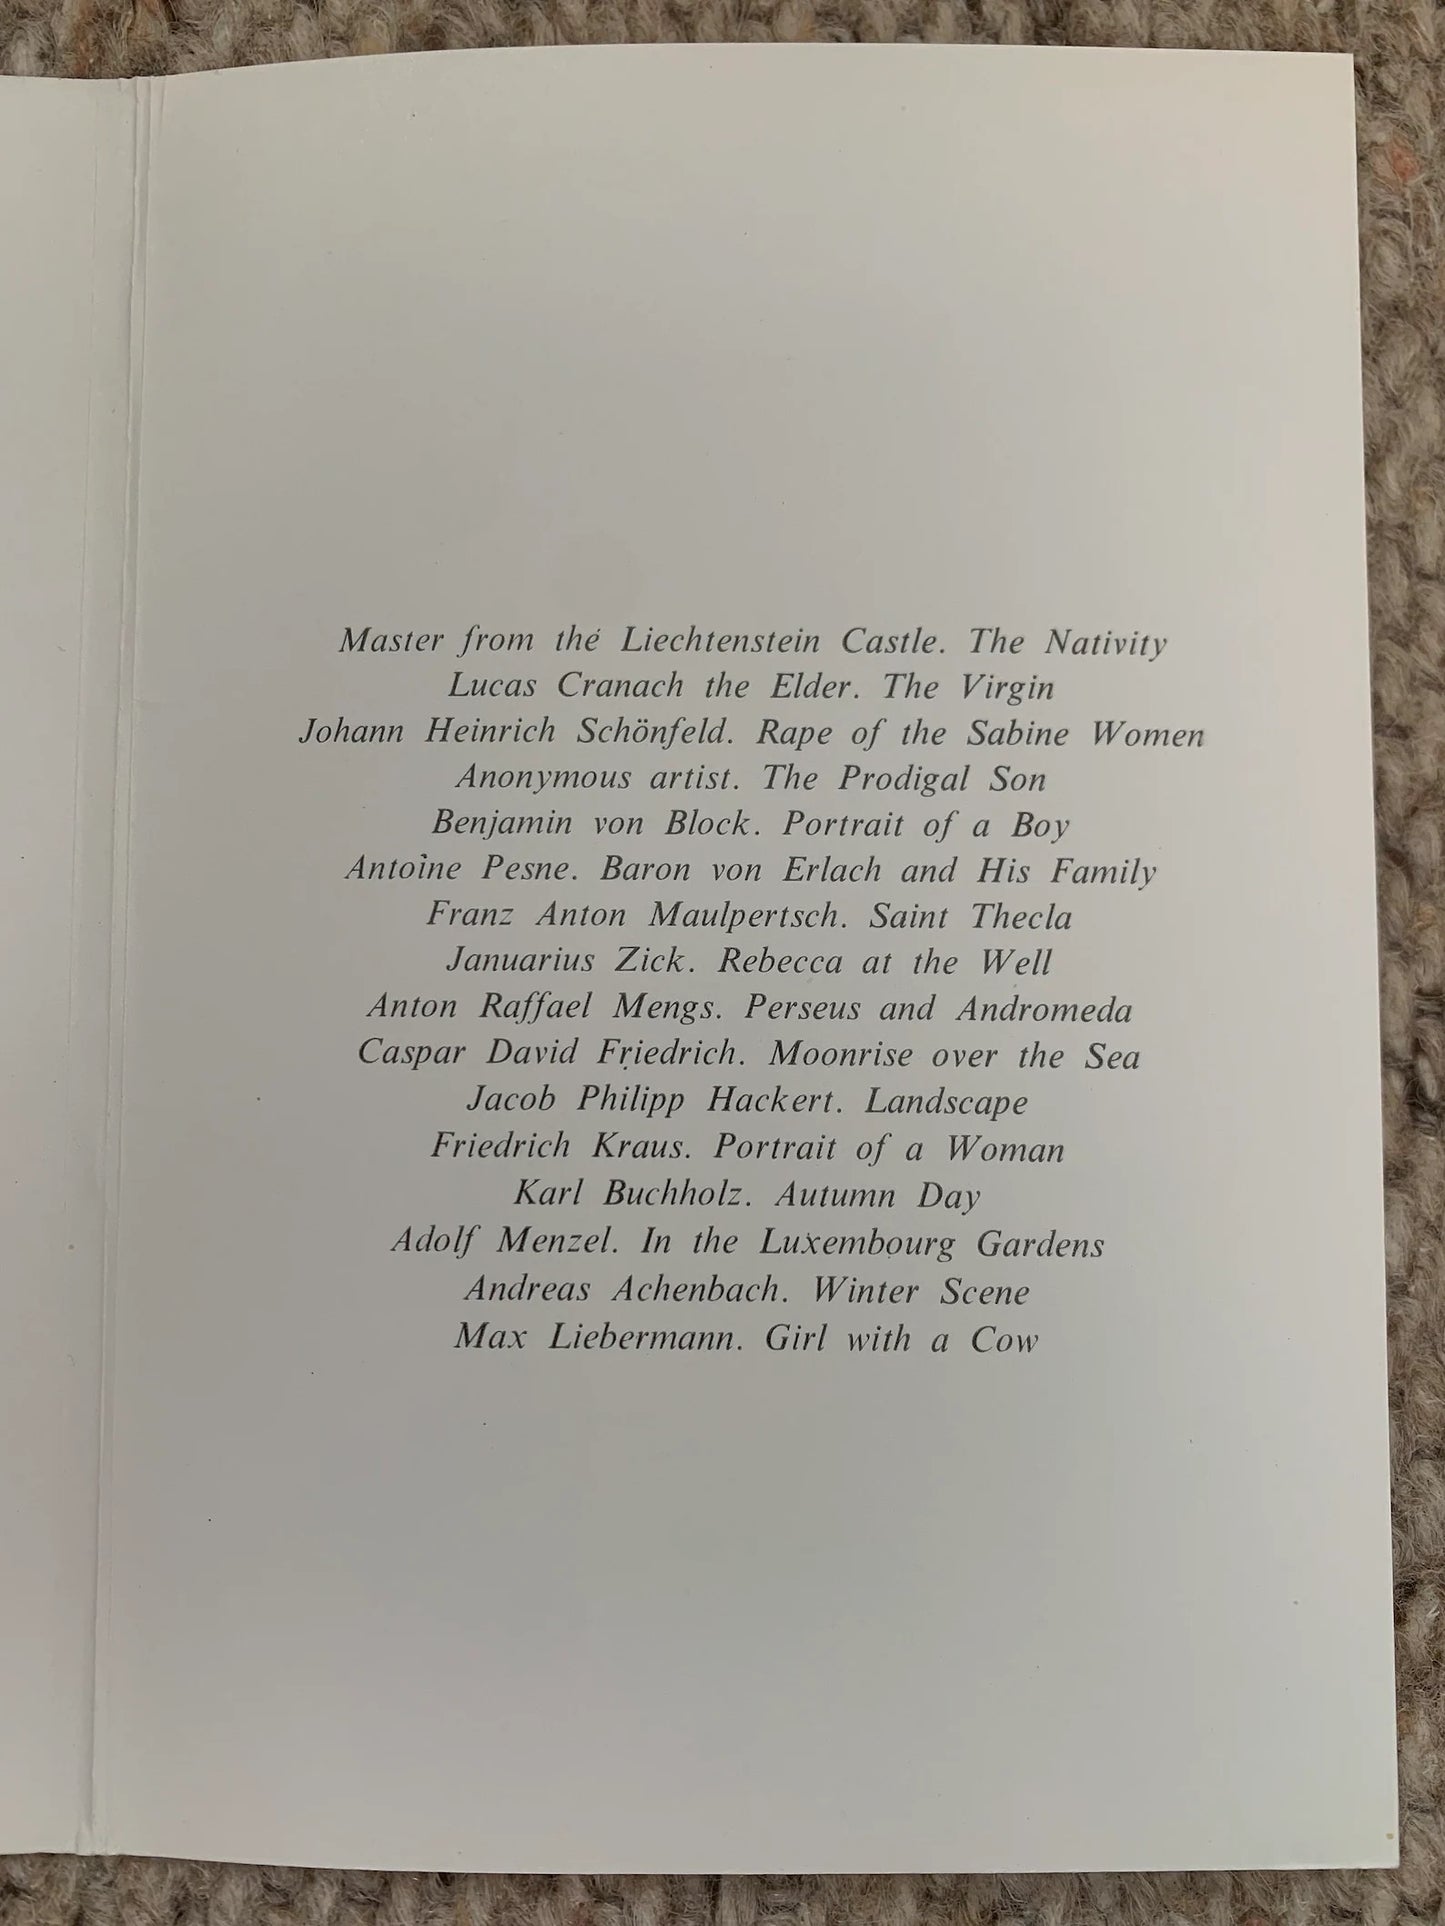 Master from the Liechtenstein Castle. The Nativity
Lucas Cranach the Elder. The Virgin
Johann Heinrich Schönfeld. Rape of the Sabine Women
Anonymous artist. The Prodigal Son
Benjamin von Block. Portrait of a Boy
Antoine Pesne. Baron von Erlach and His Family
Franz Anton Maulpertsch. Saint Thecla
Januarius Zick. Rebecca at the Well
Anton Raffael Mengs. Perseus and Andromeda
Caspar David Friedrich. Moonrise over the Sea
Jacob Philipp Hackert. Landscape
Friedrich Kraus. Portrait of a Woman
Karl Buchholz. Autumn Day
Adolf Menzel. In the Luxembourg Gardens
Andreas Achenbach. Winter Scene
Max Liebermann. Girl with a Cow